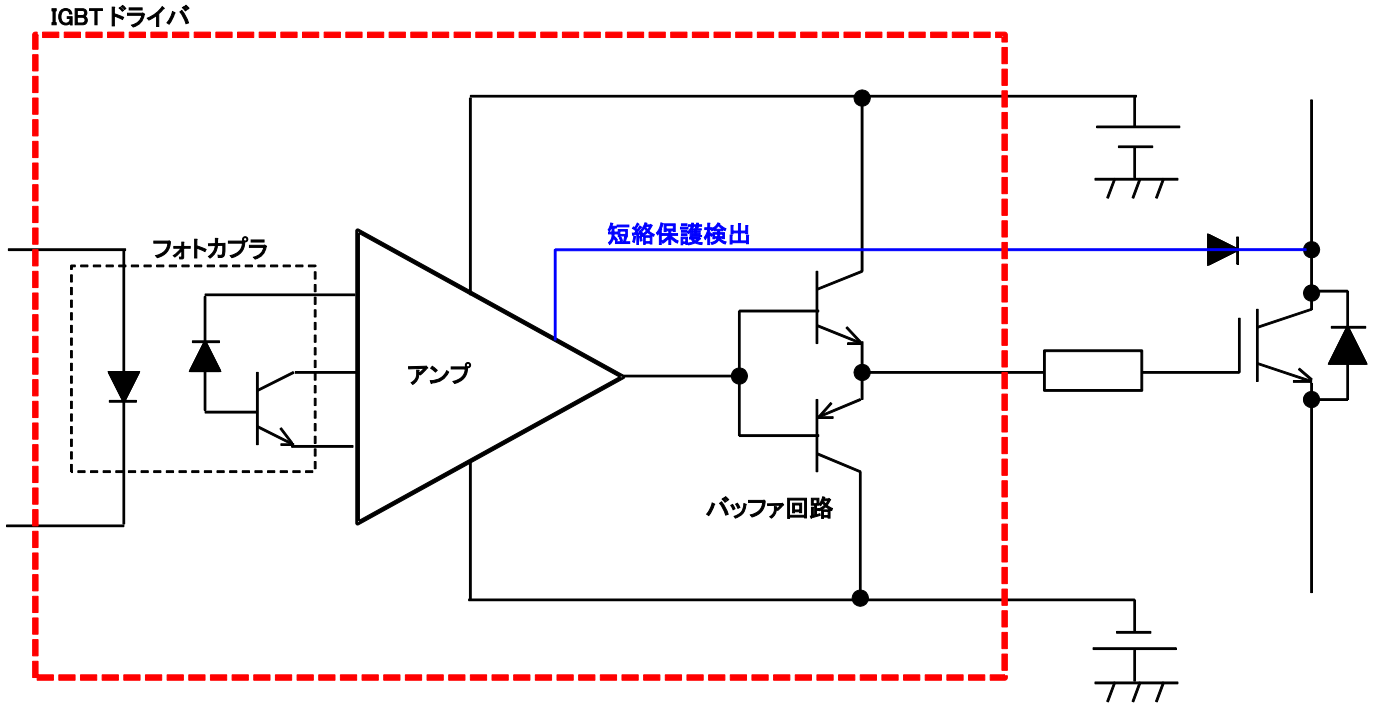 IGBTドライバ
短絡保護検出
フォトカプラ
アンプ
バッファ回路